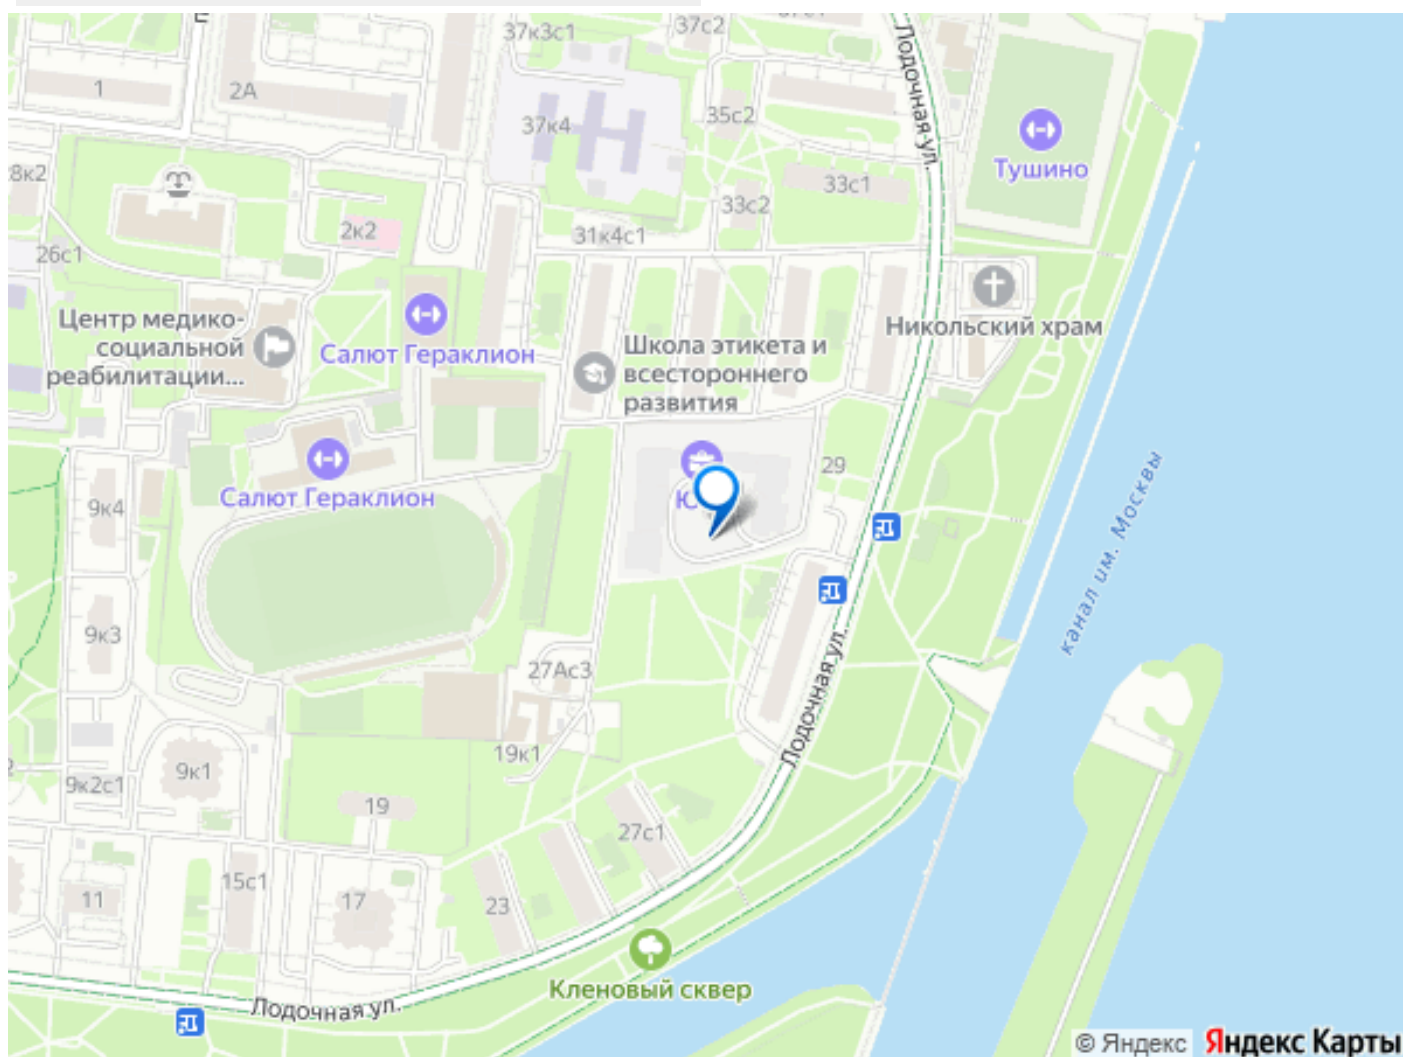 37к3с1
37с2
1
2А
37к4
35с2
Лодочная ул.
Тушино
8к2
33с1
33с2
2к2
31к4с1
26с1
Центр медико-
социальной
реабилитации...
Салют Гераклион
Школа этикета и
всестороннего
развития
Никольский храм
Салют Гераклион
29
9к4
канал им. Москвы
9к3
27Ас3
Лодочная ул.
19к1
9к1
9к2с1
19
27с1
15с1
11
17
23
Кленовый сквер
Лодочная ул.
© Яндекс Яндекс Карты